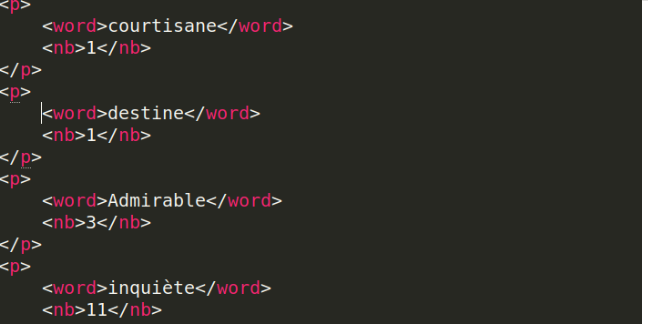 <p>
<word>courtisane</word>
<nb>1</nb>
</p>
<p>
<word>destine</word>
<nb>1</nb>
</p>
<p>
<word>Admirable</word>
<nb>3</nb>
</p>
<p>
<word>inquiète</word>
<nb>11</nb>